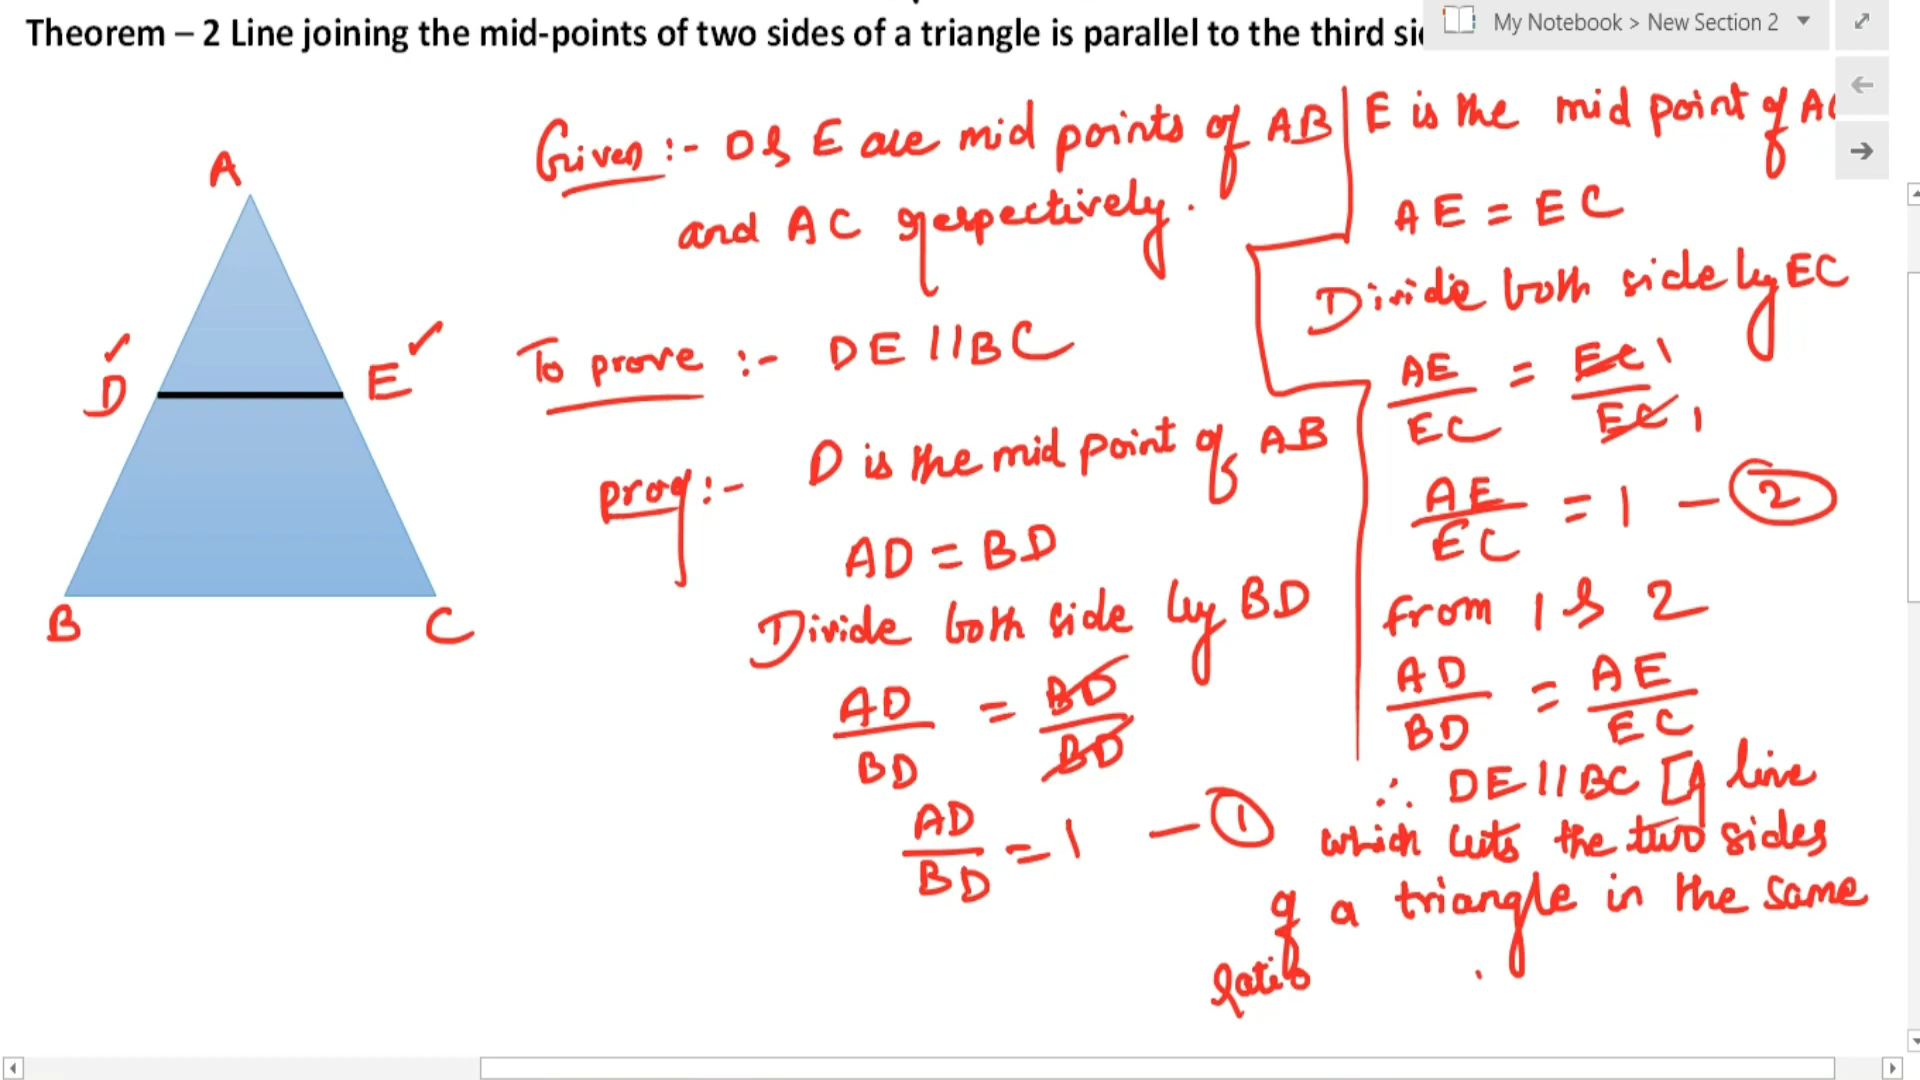 Theorem – 2 Line joining the mid-points of two sides of a triangle is parallel to the third
My Notebook > New Section 2
A
D
E
B
C
Given :- D & E are mid points of AB
and AC respectively.
To prove :- DE || BC
proof :- D is the mid point of AB
AD = BD
Divide both side by BD
AD/BD = BD/BD
AD/BD = 1 — ①
E is the mid point of
AE = EC
Divide both side by EC
AE/EC = EC 1/EC 1
AE/EC = 1 — ②
from 1 & 2
AD/BD = AE/EC
∴ DE || BC [A line
which cuts the two sides
of a triangle in the same
ratio